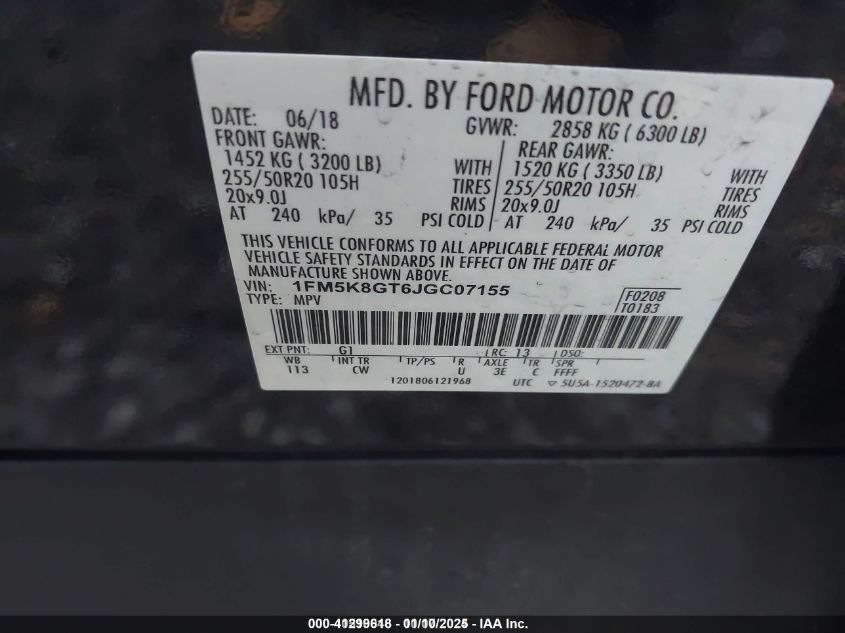 MFD. BY FORD MOTOR CO.
DATE: 06/18 GVWR: 2858 KG ( 6300 LB)
FRONT GAWR: REAR GAWR:
1452 KG ( 3200 LB) WITH 1520 KG ( 3350 LB) WITH
255/50R20 105H TIRES 255/50R20 105H TIRES
20x9.0J RIMS 20x9.0J RIMS
AT 240 kPa/ 35 PSI COLD AT 240 kPa/ 35 PSI COLD
THIS VEHICLE CONFORMS TO ALL APPLICABLE FEDERAL MOTOR
VEHICLE SAFETY STANDARDS IN EFFECT ON THE DATE OF
MANUFACTURE SHOWN ABOVE.
VIN: 1FM5K8GT6JGC07155 F0208
TYPE: MPV T0183
EXT PNT: G1 RC: 13 DSO:
WB INT TR TP/PS R AXLE TR SPR
113 CW U 3E C FFFF
1201806121968 UTC ▽ 5U5A-1520472-BA
000-41299618 - 01/10/2025 - IAA Inc.